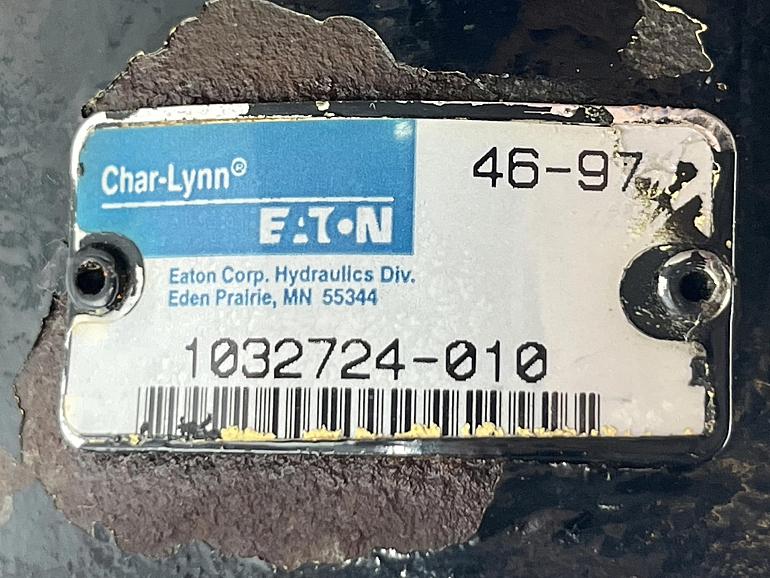 Char-Lynn®
46-97
EATON
Eaton Corp. Hydraulics Div.
Eden Prairie, MN 55344
1032724-010